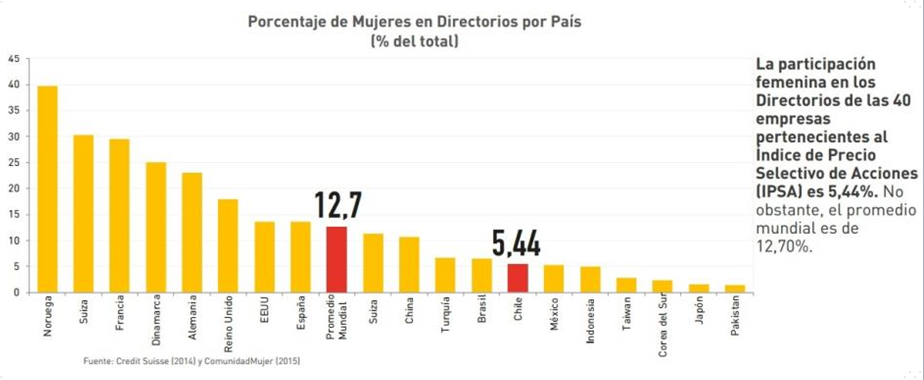 Porcentaje de Mujeres en Directorios por País
(% del total)
45
40
35
30
25
20
15
10
5
0
12,7
5,44
Noruega
Suiza
Francia
Dinamarca
Alemania
Reino Unido
EEUU
España
Promedio
Mundial
Suiza
China
Turquía
Brasil
Chile
México
Indonesia
Taiwan
Corea del Sur
Japón
Pakistan
Fuente: Credit Suisse (2014) y ComunidadMujer (2015)
La participación
femenina en los
Directorios de las 40
empresas
pertenecientes al
Índice de Precio
Selectivo de Acciones
(IPSA) es 5,44%. No
obstante, el promedio
mundial es de
12,70%.